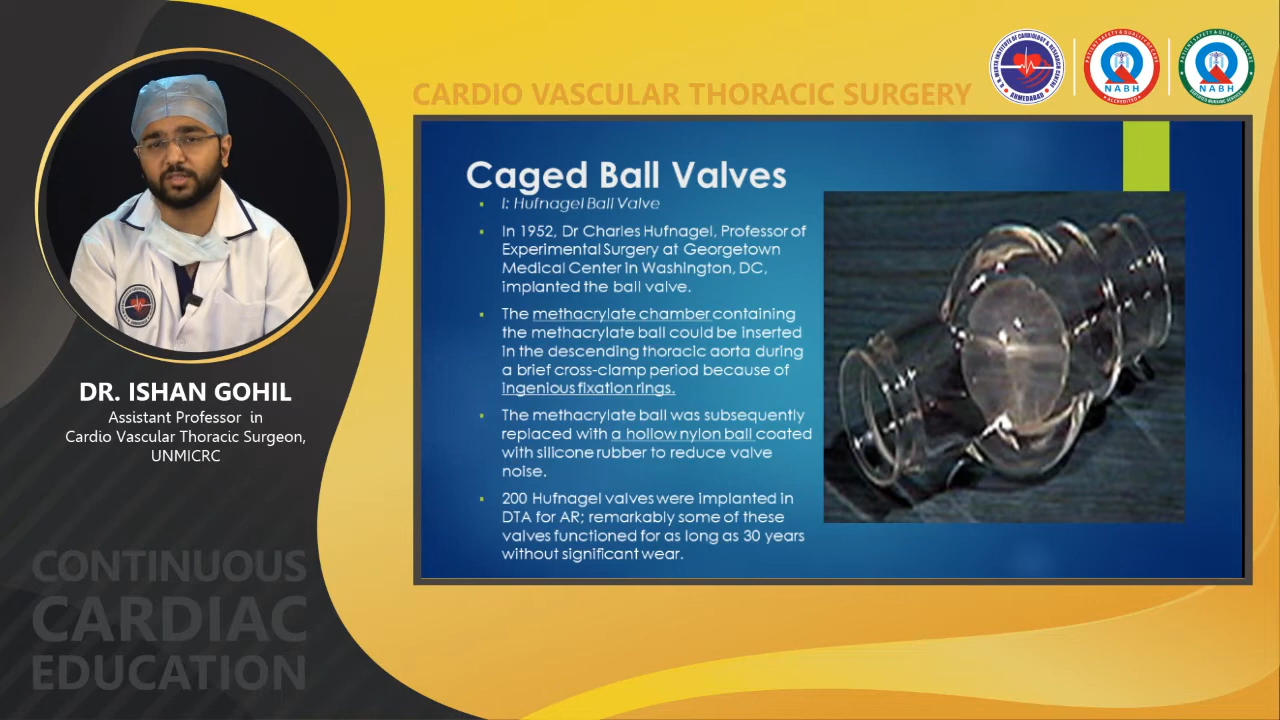 CARDIO VASCULAR THORACIC SURGERY
NABH
NABH
Caged Ball Valves
I: Hufnagel Ball Valve
In 1952, Dr Charles Hufnagel, Professor of
Experimental Surgery at Georgetown
Medical Center in Washington, DC,
implanted the ball valve.
The methacrylate chamber containing
the methacrylate ball could be inserted
in the descending thoracic aorta during
a brief cross-clamp period because of
ingenious fixation rings.
The methacrylate ball was subsequently
replaced with a hollow nylon ball coated
with silicone rubber to reduce valve
noise.
200 Hufnagel valves were implanted in
DTA for AR; remarkably some of these
valves functioned for as long as 30 years
without significant wear.
DR. ISHAN GOHIL
Assistant Professor in
Cardio Vascular Thoracic Surgeon,
UNMICRC
CONTINUOUS
CARDIAC
EDUCATION